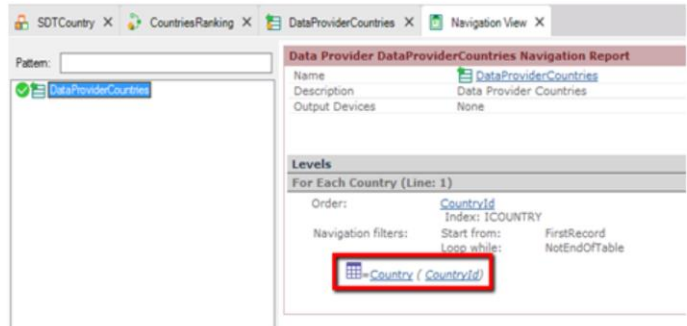 SDTCountry X CountriesRanking X DataProviderCountries X Navigation View X
Pattern:
DataProviderCountries
Data Provider DataProviderCountries Navigation Report
Name DataProviderCountries
Description Data Provider Countries
Output Devices None
Levels
For Each Country (Line: 1)
Order: CountryId
Index: ICOUNTRY
Navigation filters: Start from: FirstRecord
Loop while: NotEndOfTable
=Country ( CountryId)